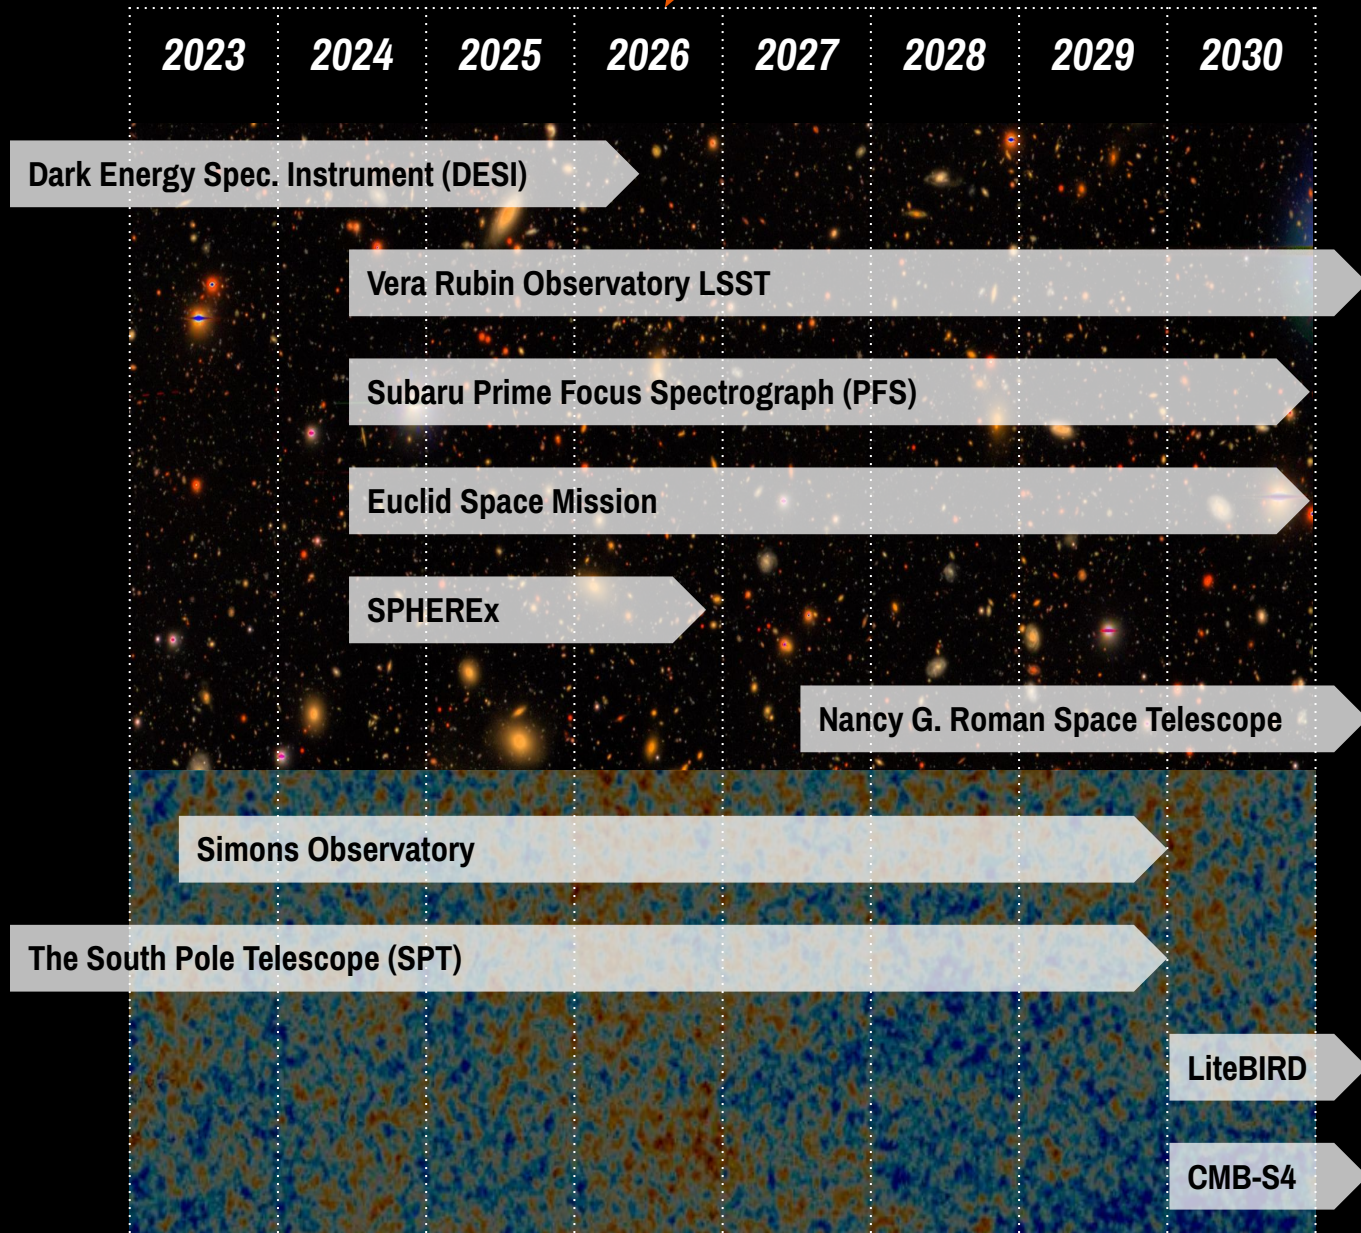 2023 2024 2025 2026 2027 2028 2029 2030
Dark Energy Spec. Instrument (DESI)
Vera Rubin Observatory LSST
Subaru Prime Focus Spectrograph (PFS)
Euclid Space Mission
SPHEREx
Nancy G. Roman Space Telescope
Simons Observatory
The South Pole Telescope (SPT)
LiteBIRD
CMB-S4